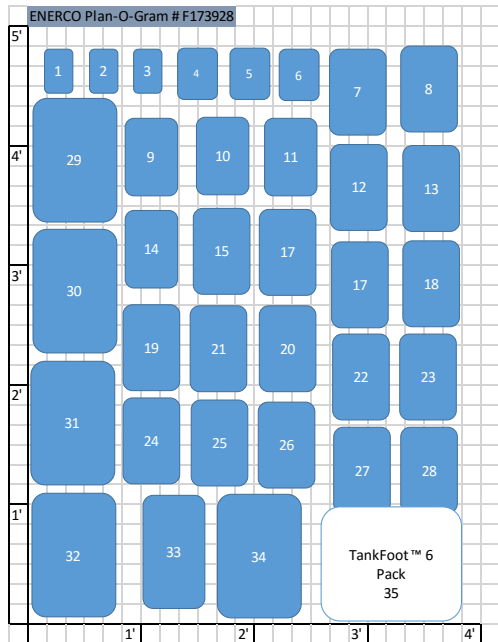 ENERCO Plan-O-Gram # F173928
5'
1 2 3 4 5 6 7 8
29
4'
9 10 11 12 13
14 15 17
3'
30
17 18
19 21 20
22 23
2'
31
24 25 26 27 28
1'
32 33 34
TankFoot™ 6
Pack
35
1' 2' 3' 4'